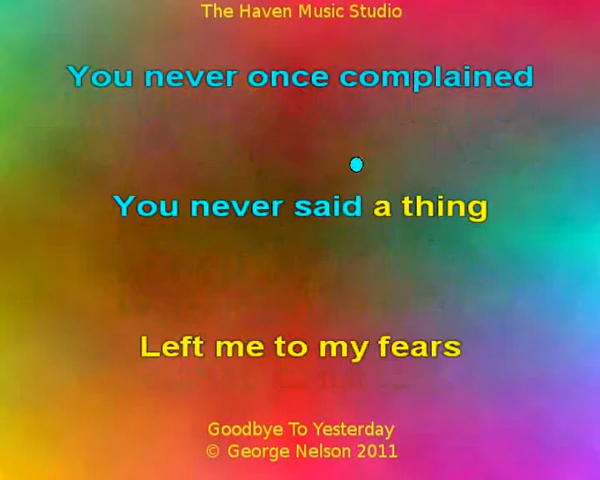 The Haven Music Studio
You never once complained
You never said a thing
Left me to my fears
Goodbye To Yesterday
© George Nelson 2011